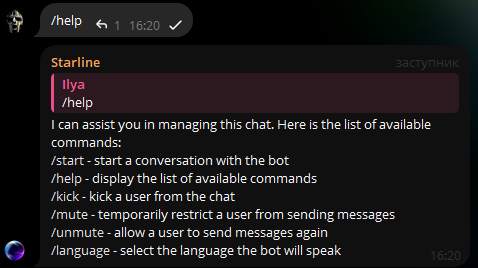 /help
1 16:20
Starline заступник
Ilya
/help
I can assist you in managing this chat. Here is the list of available
commands:
/start - start a conversation with the bot
/help - display the list of available commands
/kick - kick a user from the chat
/mute - temporarily restrict a user from sending messages
/unmute - allow a user to send messages again
/language - select the language the bot will speak
16:20